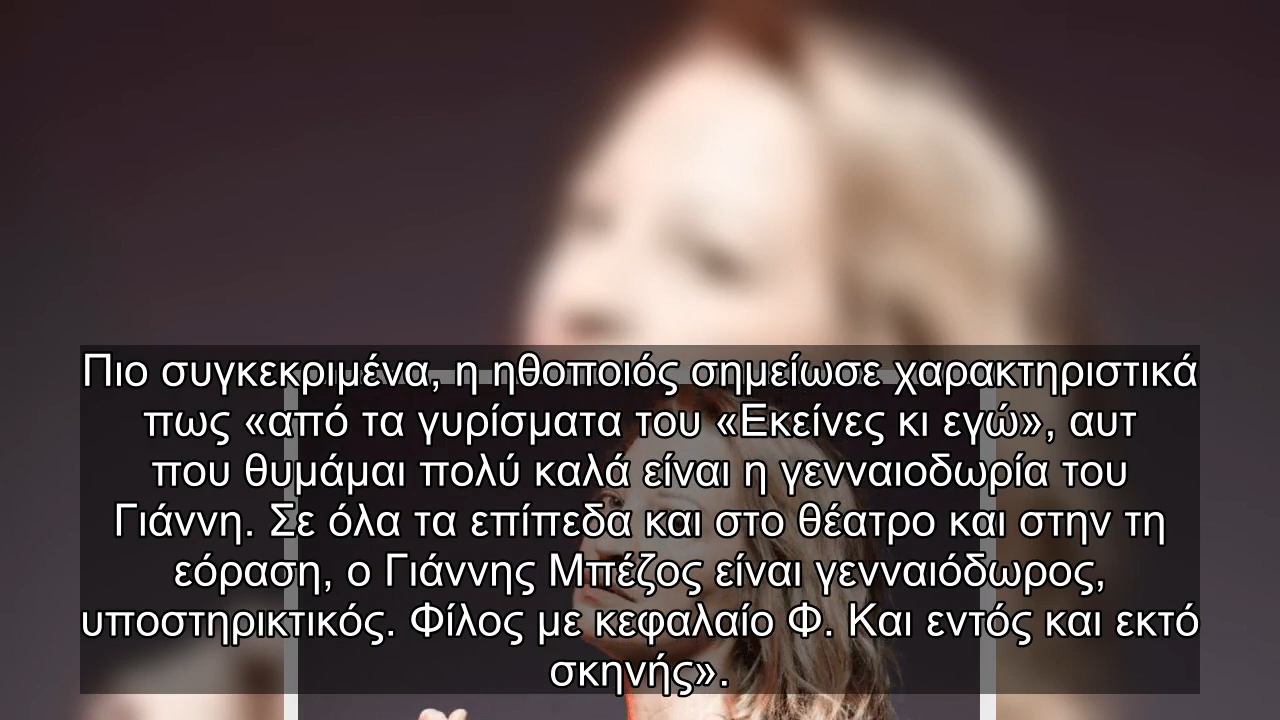 Πιο συγκεκριμένα, η ηθοποιός σημείωσε χαρακτηριστικά
πως «από τα γυρίσματα του «Εκείνες κι εγώ», αυτ
που θυμάμαι πολύ καλά είναι η γενναιοδωρία του
Γιάννη. Σε όλα τα επίπεδα και στο θέατρο και στην τη
εόραση, ο Γιάννης Μπέζος είναι γενναιόδωρος,
υποστηρικτικός. Φίλος με κεφαλαίο Φ. Και εντός και εκτό
σκηνής».